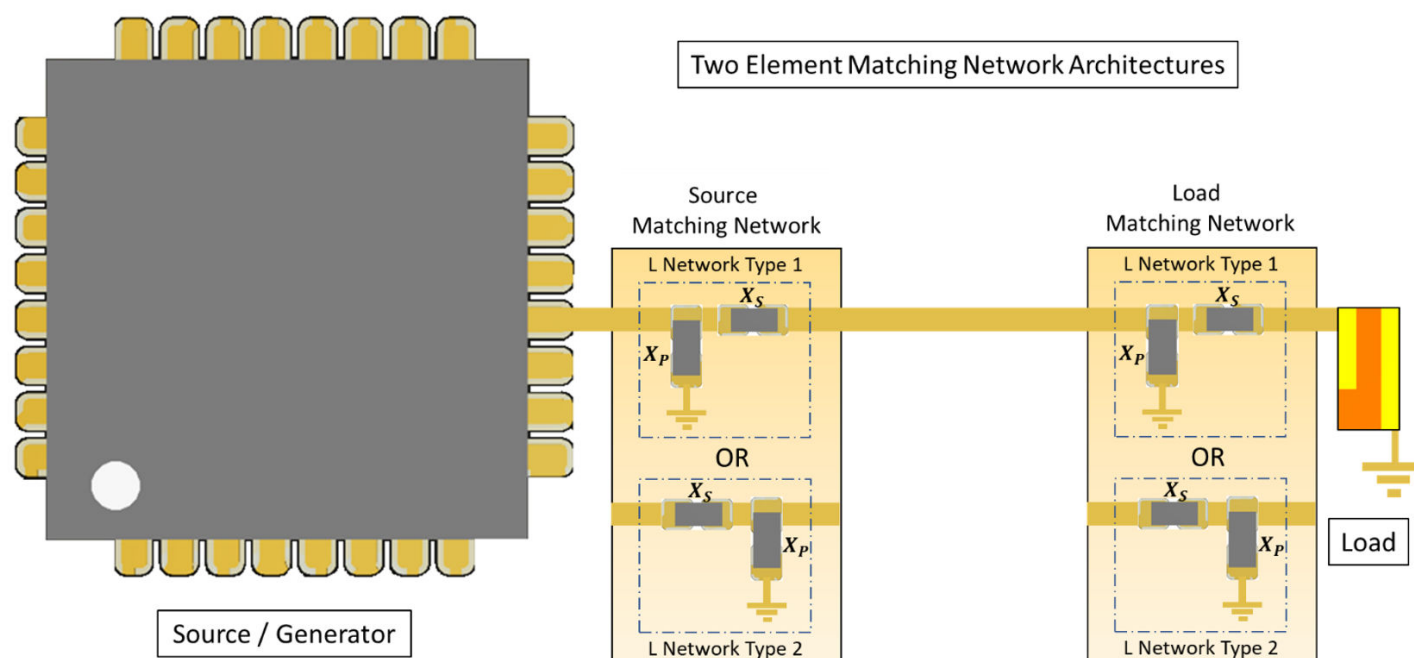 Two Element Matching Network Architectures
Source
Matching Network
Load
Matching Network
L Network Type 1
X_S
X_P
L Network Type 1
X_S
X_P
OR
OR
X_S
X_P
L Network Type 2
X_S
X_P
L Network Type 2
Load
Source / Generator